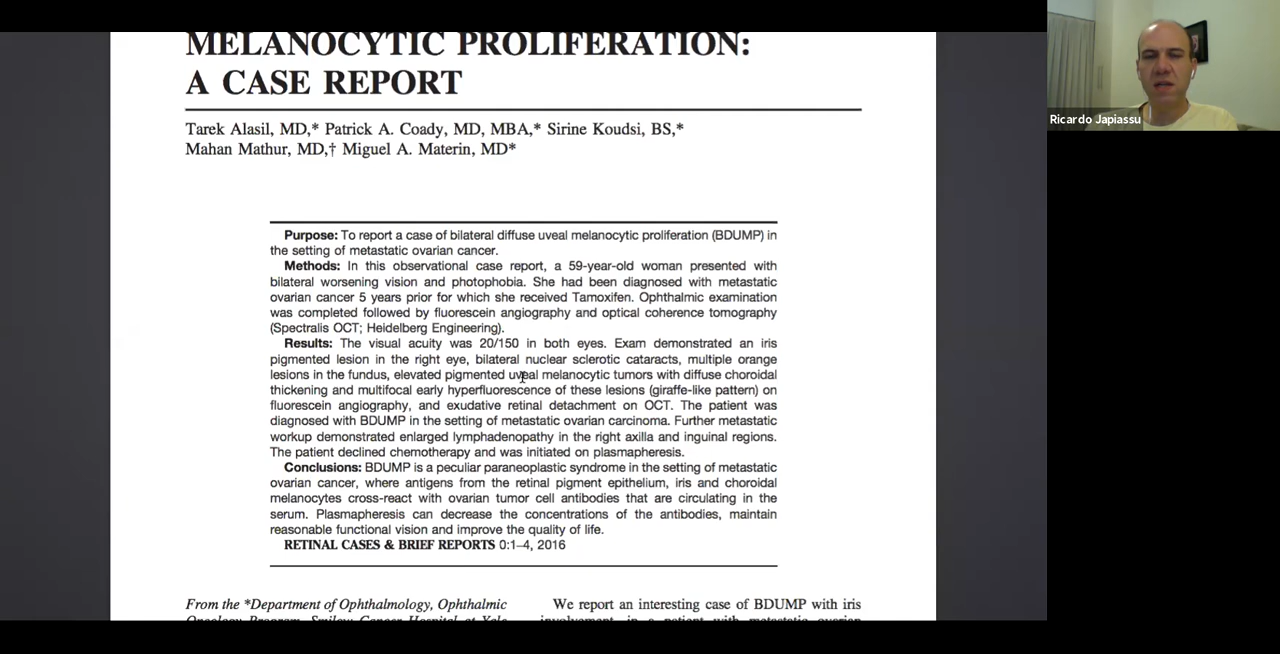 MELANOCYTIC PROLIFERATION:
A CASE REPORT
Tarek Alasil, MD,* Patrick A. Coady, MD, MBA,* Sirine Koudsi, BS,*
Mahan Mathur, MD,† Miguel A. Materin, MD*
Purpose: To report a case of bilateral diffuse uveal melanocytic proliferation (BDUMP) in
the setting of metastatic ovarian cancer.
Methods: In this observational case report, a 59-year-old woman presented with
bilateral worsening vision and photophobia. She had been diagnosed with metastatic
ovarian cancer 5 years prior for which she received Tamoxifen. Ophthalmic examination
was completed followed by fluorescein angiography and optical coherence tomography
(Spectralis OCT; Heidelberg Engineering).
Results: The visual acuity was 20/150 in both eyes. Exam demonstrated an iris
pigmented lesion in the right eye, bilateral nuclear sclerotic cataracts, multiple orange
lesions in the fundus, elevated pigmented uveal melanocytic tumors with diffuse choroidal
thickening and multifocal early hyperfluorescence of these lesions (giraffe-like pattern) on
fluorescein angiography, and exudative retinal detachment on OCT. The patient was
diagnosed with BDUMP in the setting of metastatic ovarian carcinoma. Further metastatic
workup demonstrated enlarged lymphadenopathy in the right axilla and inguinal regions.
The patient declined chemotherapy and was initiated on plasmapheresis.
Conclusions: BDUMP is a peculiar paraneoplastic syndrome in the setting of metastatic
ovarian cancer, where antigens from the retinal pigment epithelium, iris and choroidal
melanocytes cross-react with ovarian tumor cell antibodies that are circulating in the
serum. Plasmapheresis can decrease the concentrations of the antibodies, maintain
reasonable functional vision and improve the quality of life.
RETINAL CASES & BRIEF REPORTS 0:1–4, 2016
From the *Department of Ophthalmology, Ophthalmic
Oncology Program, Smilow Cancer Hospital at Yale
We report an interesting case of BDUMP with iris
involvement, in a patient with metastatic ovarian
Ricardo Japiassu